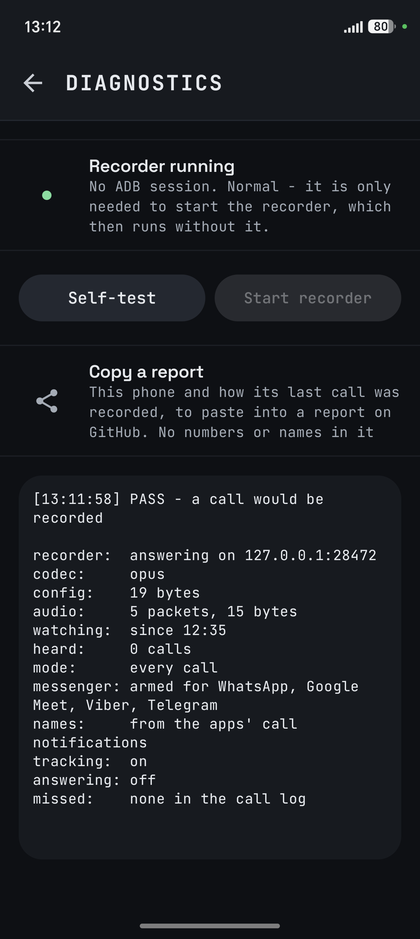 13:12
80
DIAGNOSTICS
Recorder running
No ADB session. Normal - it is only
needed to start the recorder, which
then runs without it.
Self-test
Start recorder
Copy a report
This phone and how its last call was
recorded, to paste into a report on
GitHub. No numbers or names in it
[13:11:58] PASS - a call would be
recorded
recorder: answering on 127.0.0.1:28472
codec: opus
config: 19 bytes
audio: 5 packets, 15 bytes
watching: since 12:35
heard: 0 calls
mode: every call
messenger: armed for WhatsApp, Google
Meet, Viber, Telegram
names: from the apps' call
notifications
tracking: on
answering: off
missed: none in the call log